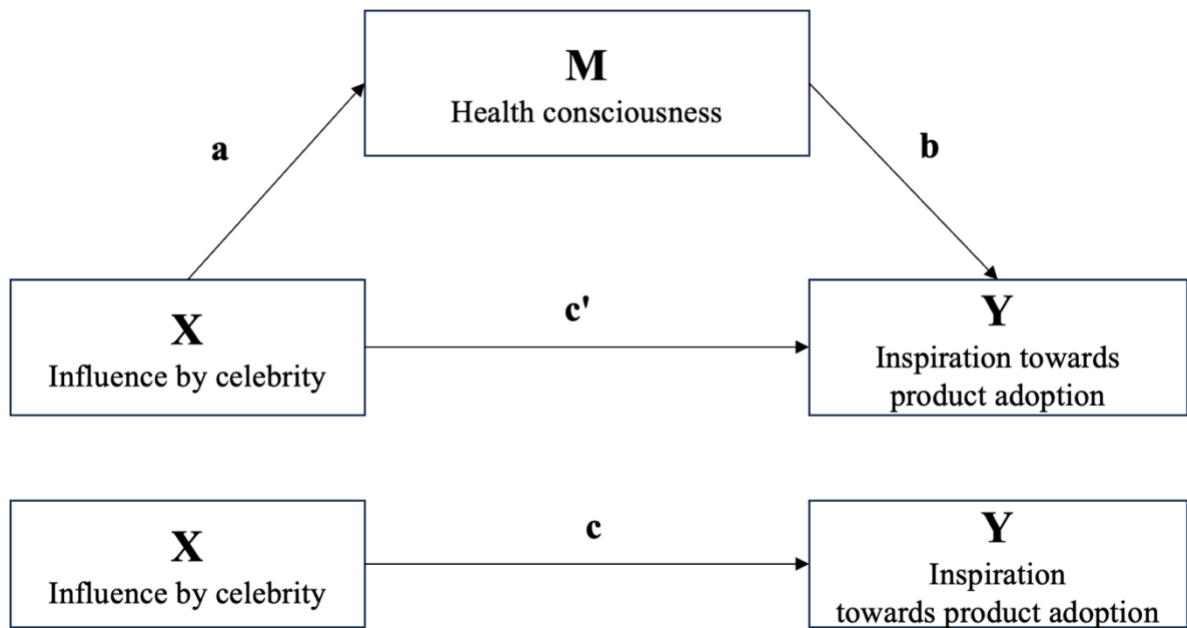 M
Health consciousness
a
b
X
Influence by celebrity
c'
Y
Inspiration towards
product adoption
X
Influence by celebrity
c
Y
Inspiration
towards product adoption